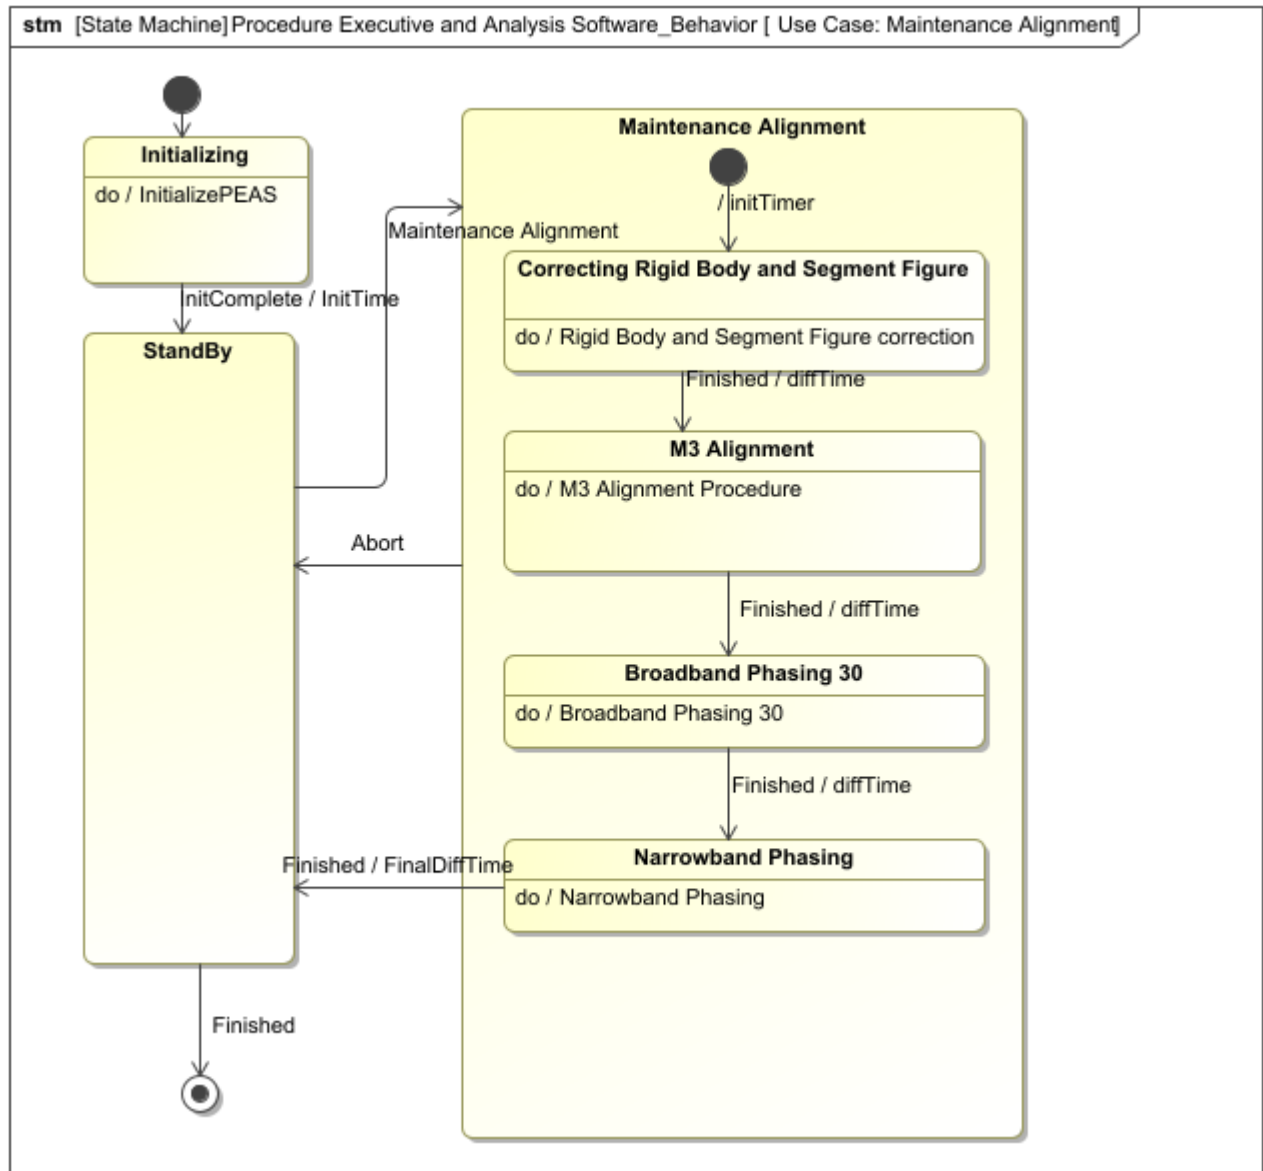 stm [State Machine] Procedure Executive and Analysis Software_Behavior [ Use Case: Maintenance Alignment]
Initializing
do / InitializePEAS
InitComplete / InitTime
StandBy
Maintenance Alignment
Abort
Finished / FinalDiffTime
Finished
Maintenance Alignment
/ initTimer
Correcting Rigid Body and Segment Figure
do / Rigid Body and Segment Figure correction
Finished / diffTime
M3 Alignment
do / M3 Alignment Procedure
Finished / diffTime
Broadband Phasing 30
do / Broadband Phasing 30
Finished / diffTime
Narrowband Phasing
do / Narrowband Phasing